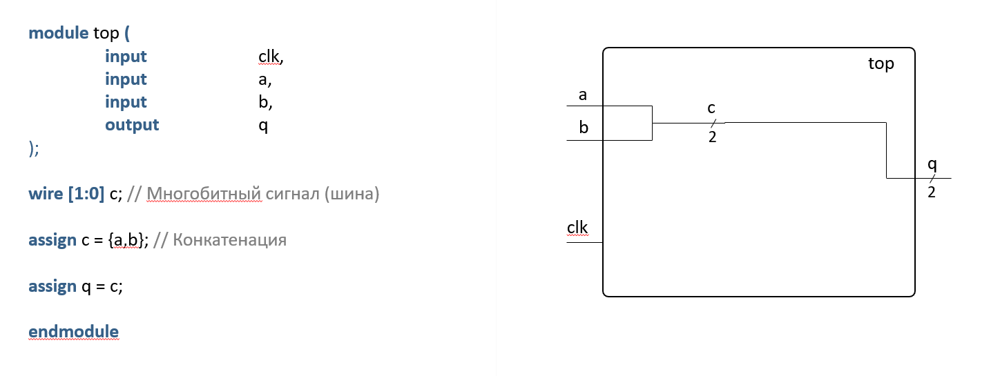 module top (
input clk,
input a,
input b,
output q
);
wire [1:0] c; // Многобитный сигнал (шина)
assign c = {a,b}; // Конкатенация
assign q = c;
endmodule
top
a
c
b
2
q
2
clk